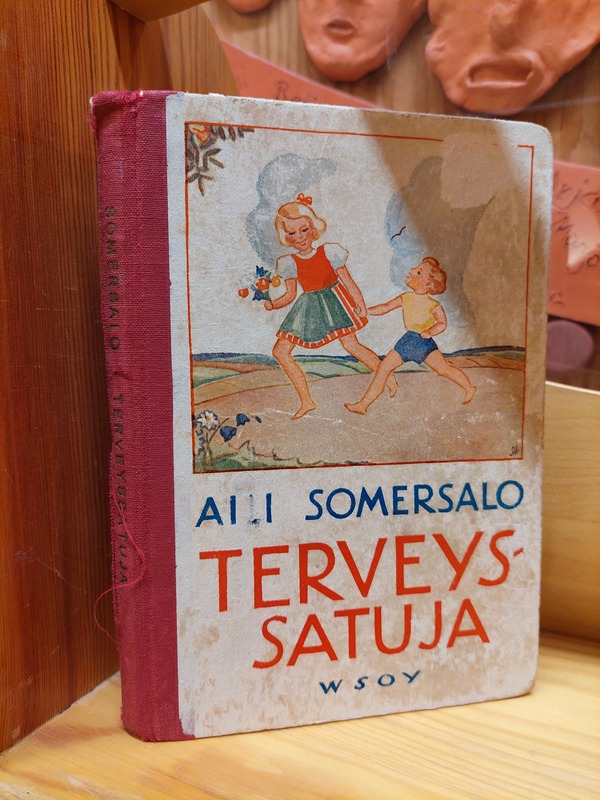 SOMERSALO / TERVEYSSATUJA
AILI SOMERSALO
TERVEYS-
SATUJA
WSOY